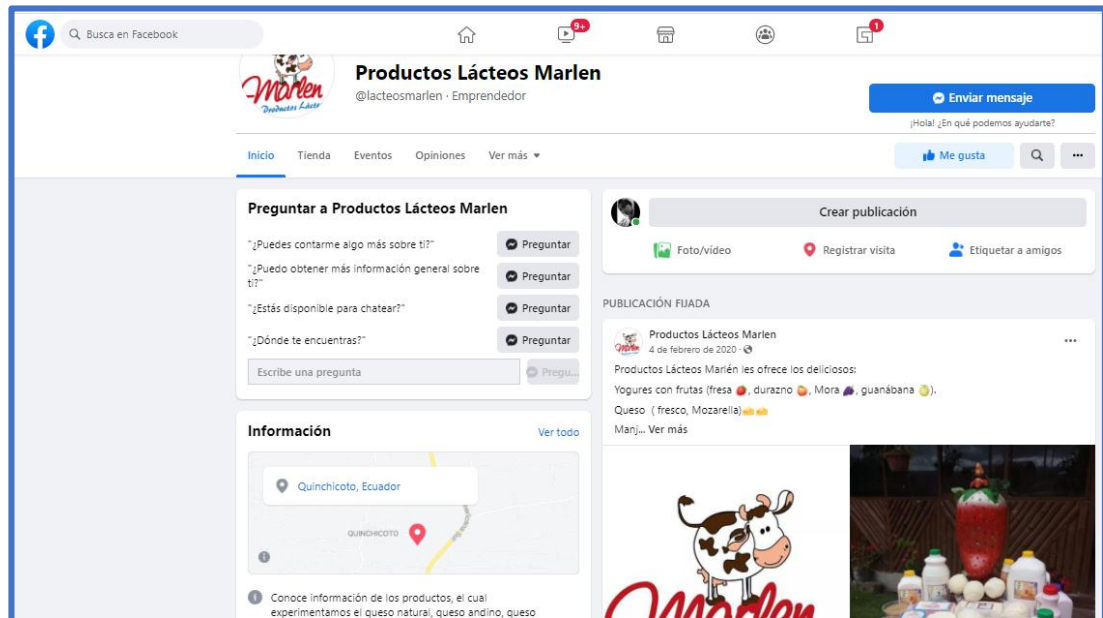 Busca en Facebook
9+
1
Marlen
Productos Lácteos
Productos Lácteos Marlen
@lacteosmarlen · Emprendedor
Enviar mensaje
¡Hola! ¿En qué podemos ayudarte?
Inicio Tienda Eventos Opiniones Ver más
Me gusta
Preguntar a Productos Lácteos Marlen
"¿Puedes contarme algo más sobre ti?" Preguntar
"¿Puedo obtener más información general sobre
ti?" Preguntar
"¿Estás disponible para chatear?" Preguntar
"¿Dónde te encuentras?" Preguntar
Escribe una pregunta Pregu...
Información Ver todo
Quinchicoto, Ecuador
QUINCHICOTO
Conoce información de los productos, el cual
experimentamos el queso natural, queso andino, queso
Crear publicación
Foto/vídeo Registrar visita Etiquetar a amigos
PUBLICACIÓN FIJADA
Productos Lácteos Marlen
4 de febrero de 2020 ·
Productos Lácteos Marlén les ofrece los deliciosos:
Yogures con frutas (fresa 🍓, durazno 🍑, Mora 🍇, guanábana 🍈).
Queso ( fresco, Mozarella)🧀🧀
Manj... Ver más
Marlen